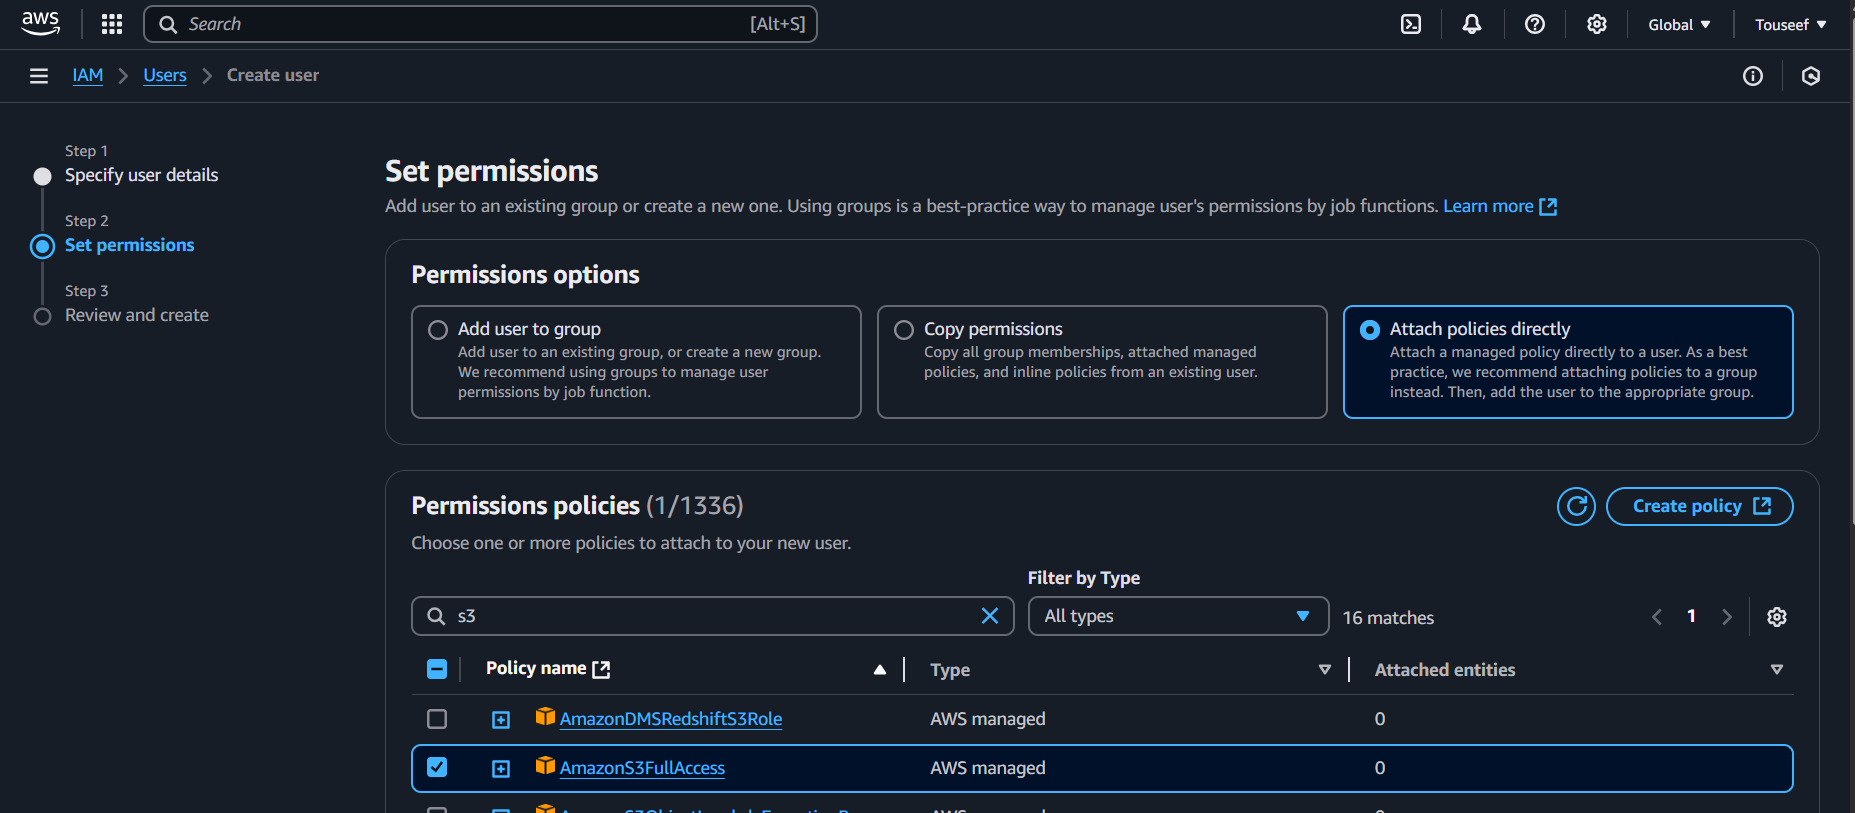 aws
Search [Alt+S]
Global
Touseef
IAM
Users
Create user
Step 1
Specify user details
Step 2
Set permissions
Step 3
Review and create
Set permissions
Add user to an existing group or create a new one. Using groups is a best-practice way to manage user's permissions by job functions. Learn more
Permissions options
Add user to group
Add user to an existing group, or create a new group.
We recommend using groups to manage user
permissions by job function.
Copy permissions
Copy all group memberships, attached managed
policies, and inline policies from an existing user.
Attach policies directly
Attach a managed policy directly to a user. As a best
practice, we recommend attaching policies to a group
instead. Then, add the user to the appropriate group.
Permissions policies (1/1336)
Create policy
Choose one or more policies to attach to your new user.
Filter by Type
s3
All types
16 matches
1
Policy name
Type
Attached entities
AmazonDMSRedshiftS3Role AWS managed 0
AmazonS3FullAccess AWS managed 0